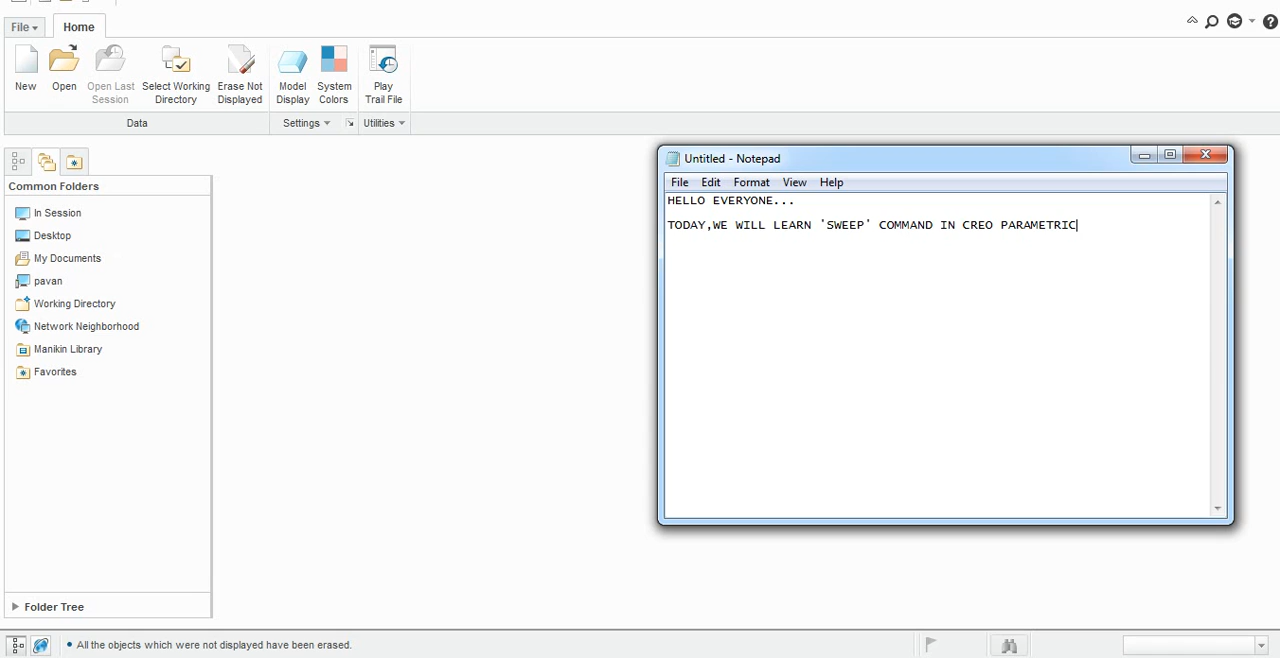 File Home
New Open Open Last Session Select Working Directory Erase Not Displayed Model Display System Colors Play Trail File
Data Settings Utilities
Common Folders
In Session
Desktop
My Documents
pavan
Working Directory
Network Neighborhood
Manikin Library
Favorites
Folder Tree
Untitled - Notepad
File Edit Format View Help
HELLO EVERYONE...
TODAY,WE WILL LEARN 'SWEEP' COMMAND IN CREO PARAMETRIC
All the objects which were not displayed have been erased.